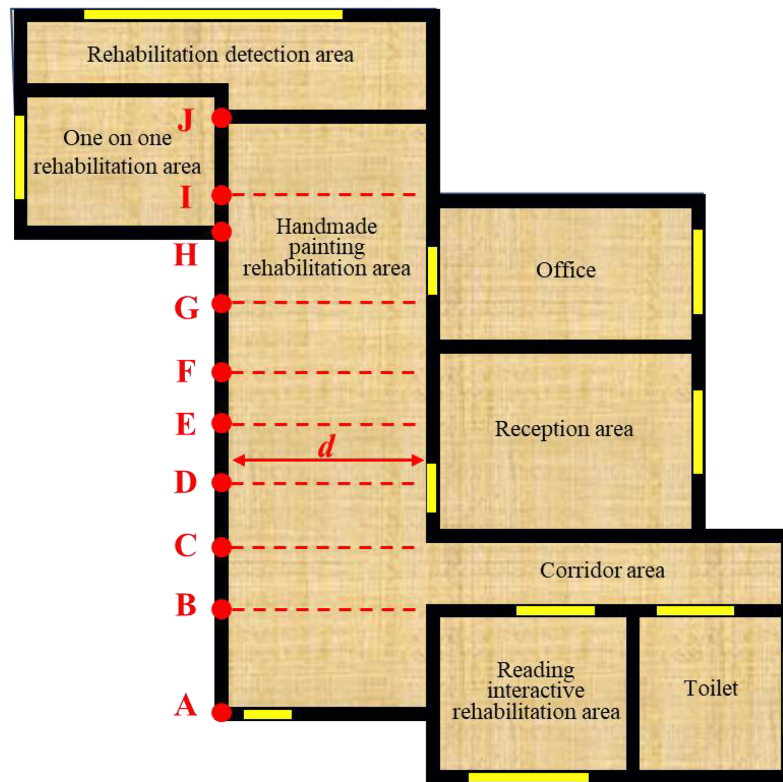 Rehabilitation detection area
J
One on one
rehabilitation area
I
Handmade
painting
rehabilitation area
H
Office
G
F
E
Reception area
d
D
C
Corridor area
B
Reading
interactive
rehabilitation area
Toilet
A